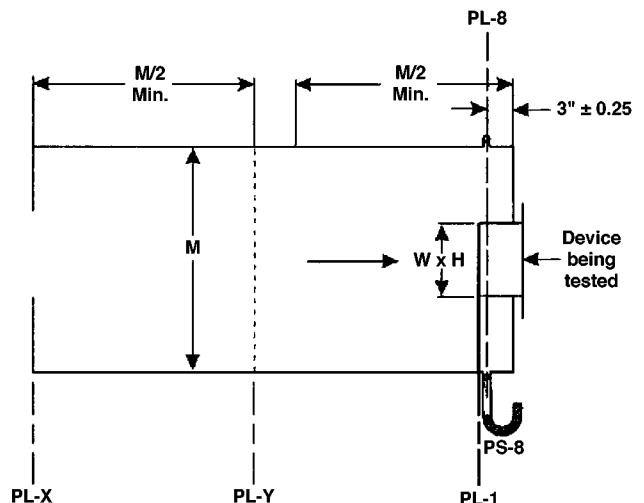 PL-8
M/2
Min.
M/2
Min.
3" ± 0.25
M
W x H
Device
being
tested
PS-8
PL-X
PL-Y
PL-1